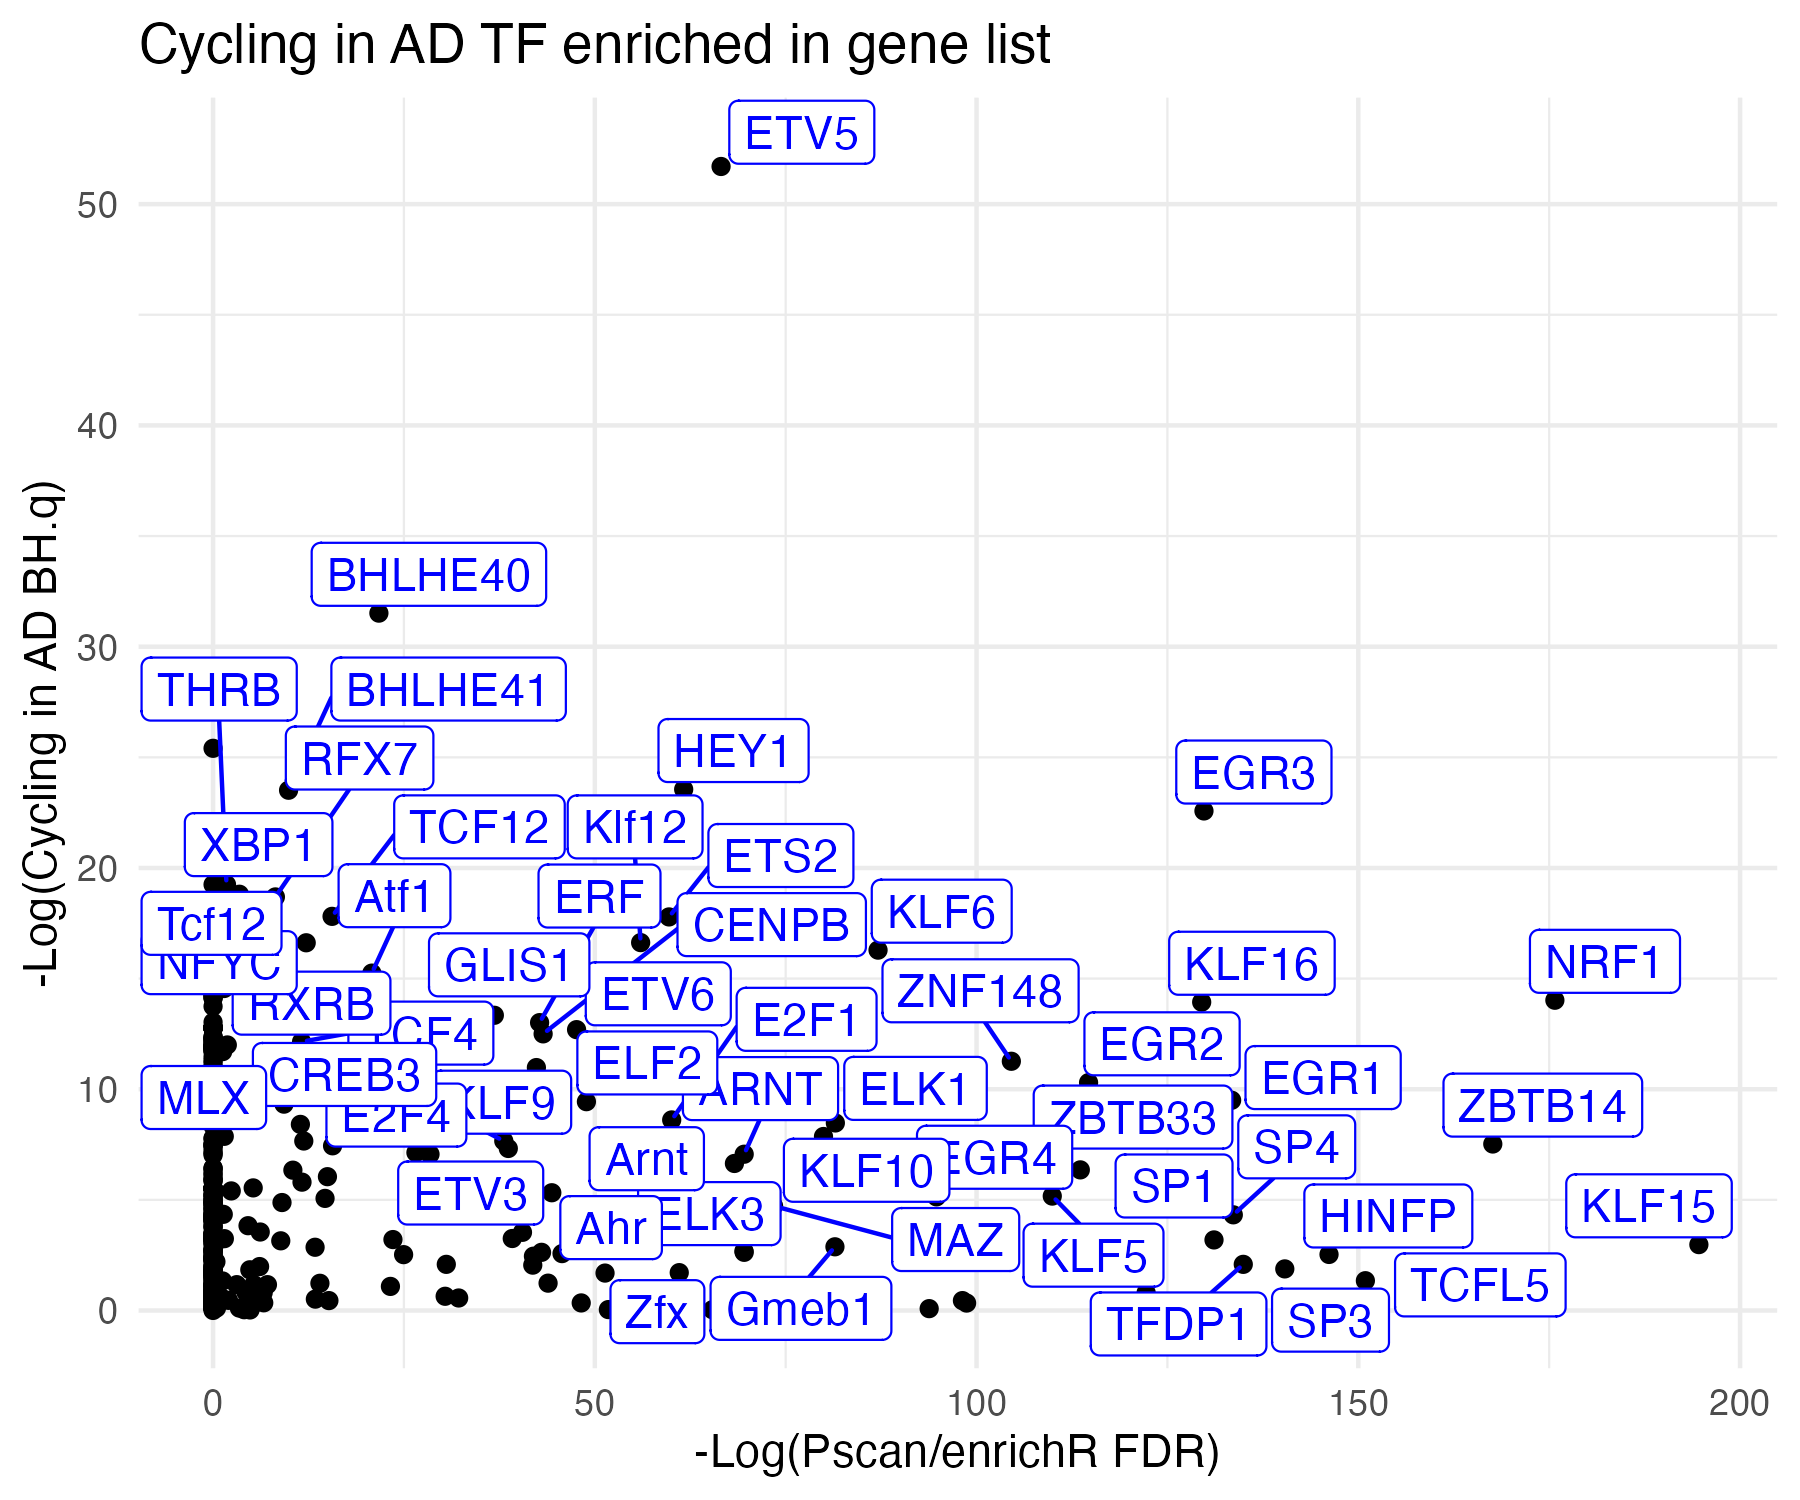 Cycling in AD TF enriched in gene list
ETV5
50
40
BHLHE40
30
THRB
BHLHE41
RFX7
HEY1
EGR3
TCF12
Klf12
XBP1
ETS2
20
Atf1
ERF
KLF6
Tcf12
CENPB
NFYC
GLIS1
KLF16
NRF1
RXRB
ETV6
ZNF148
E2F1
CF4
EGR2
ELF2
CREB3
EGR1
10
MLX
KLF9
ARNT
ELK1
ZBTB14
E2F4
ZBTB33
SP4
Arnt
KLF10
EGR4
ETV3
SP1
KLF15
ELK3
HINFP
Ahr
MAZ
KLF5
TCFL5
0
Zfx
Gmeb1
TFDP1
SP3
0
50
100
150
200
-Log(Pscan/enrichR FDR)
-Log(Cycling in AD BH.q)